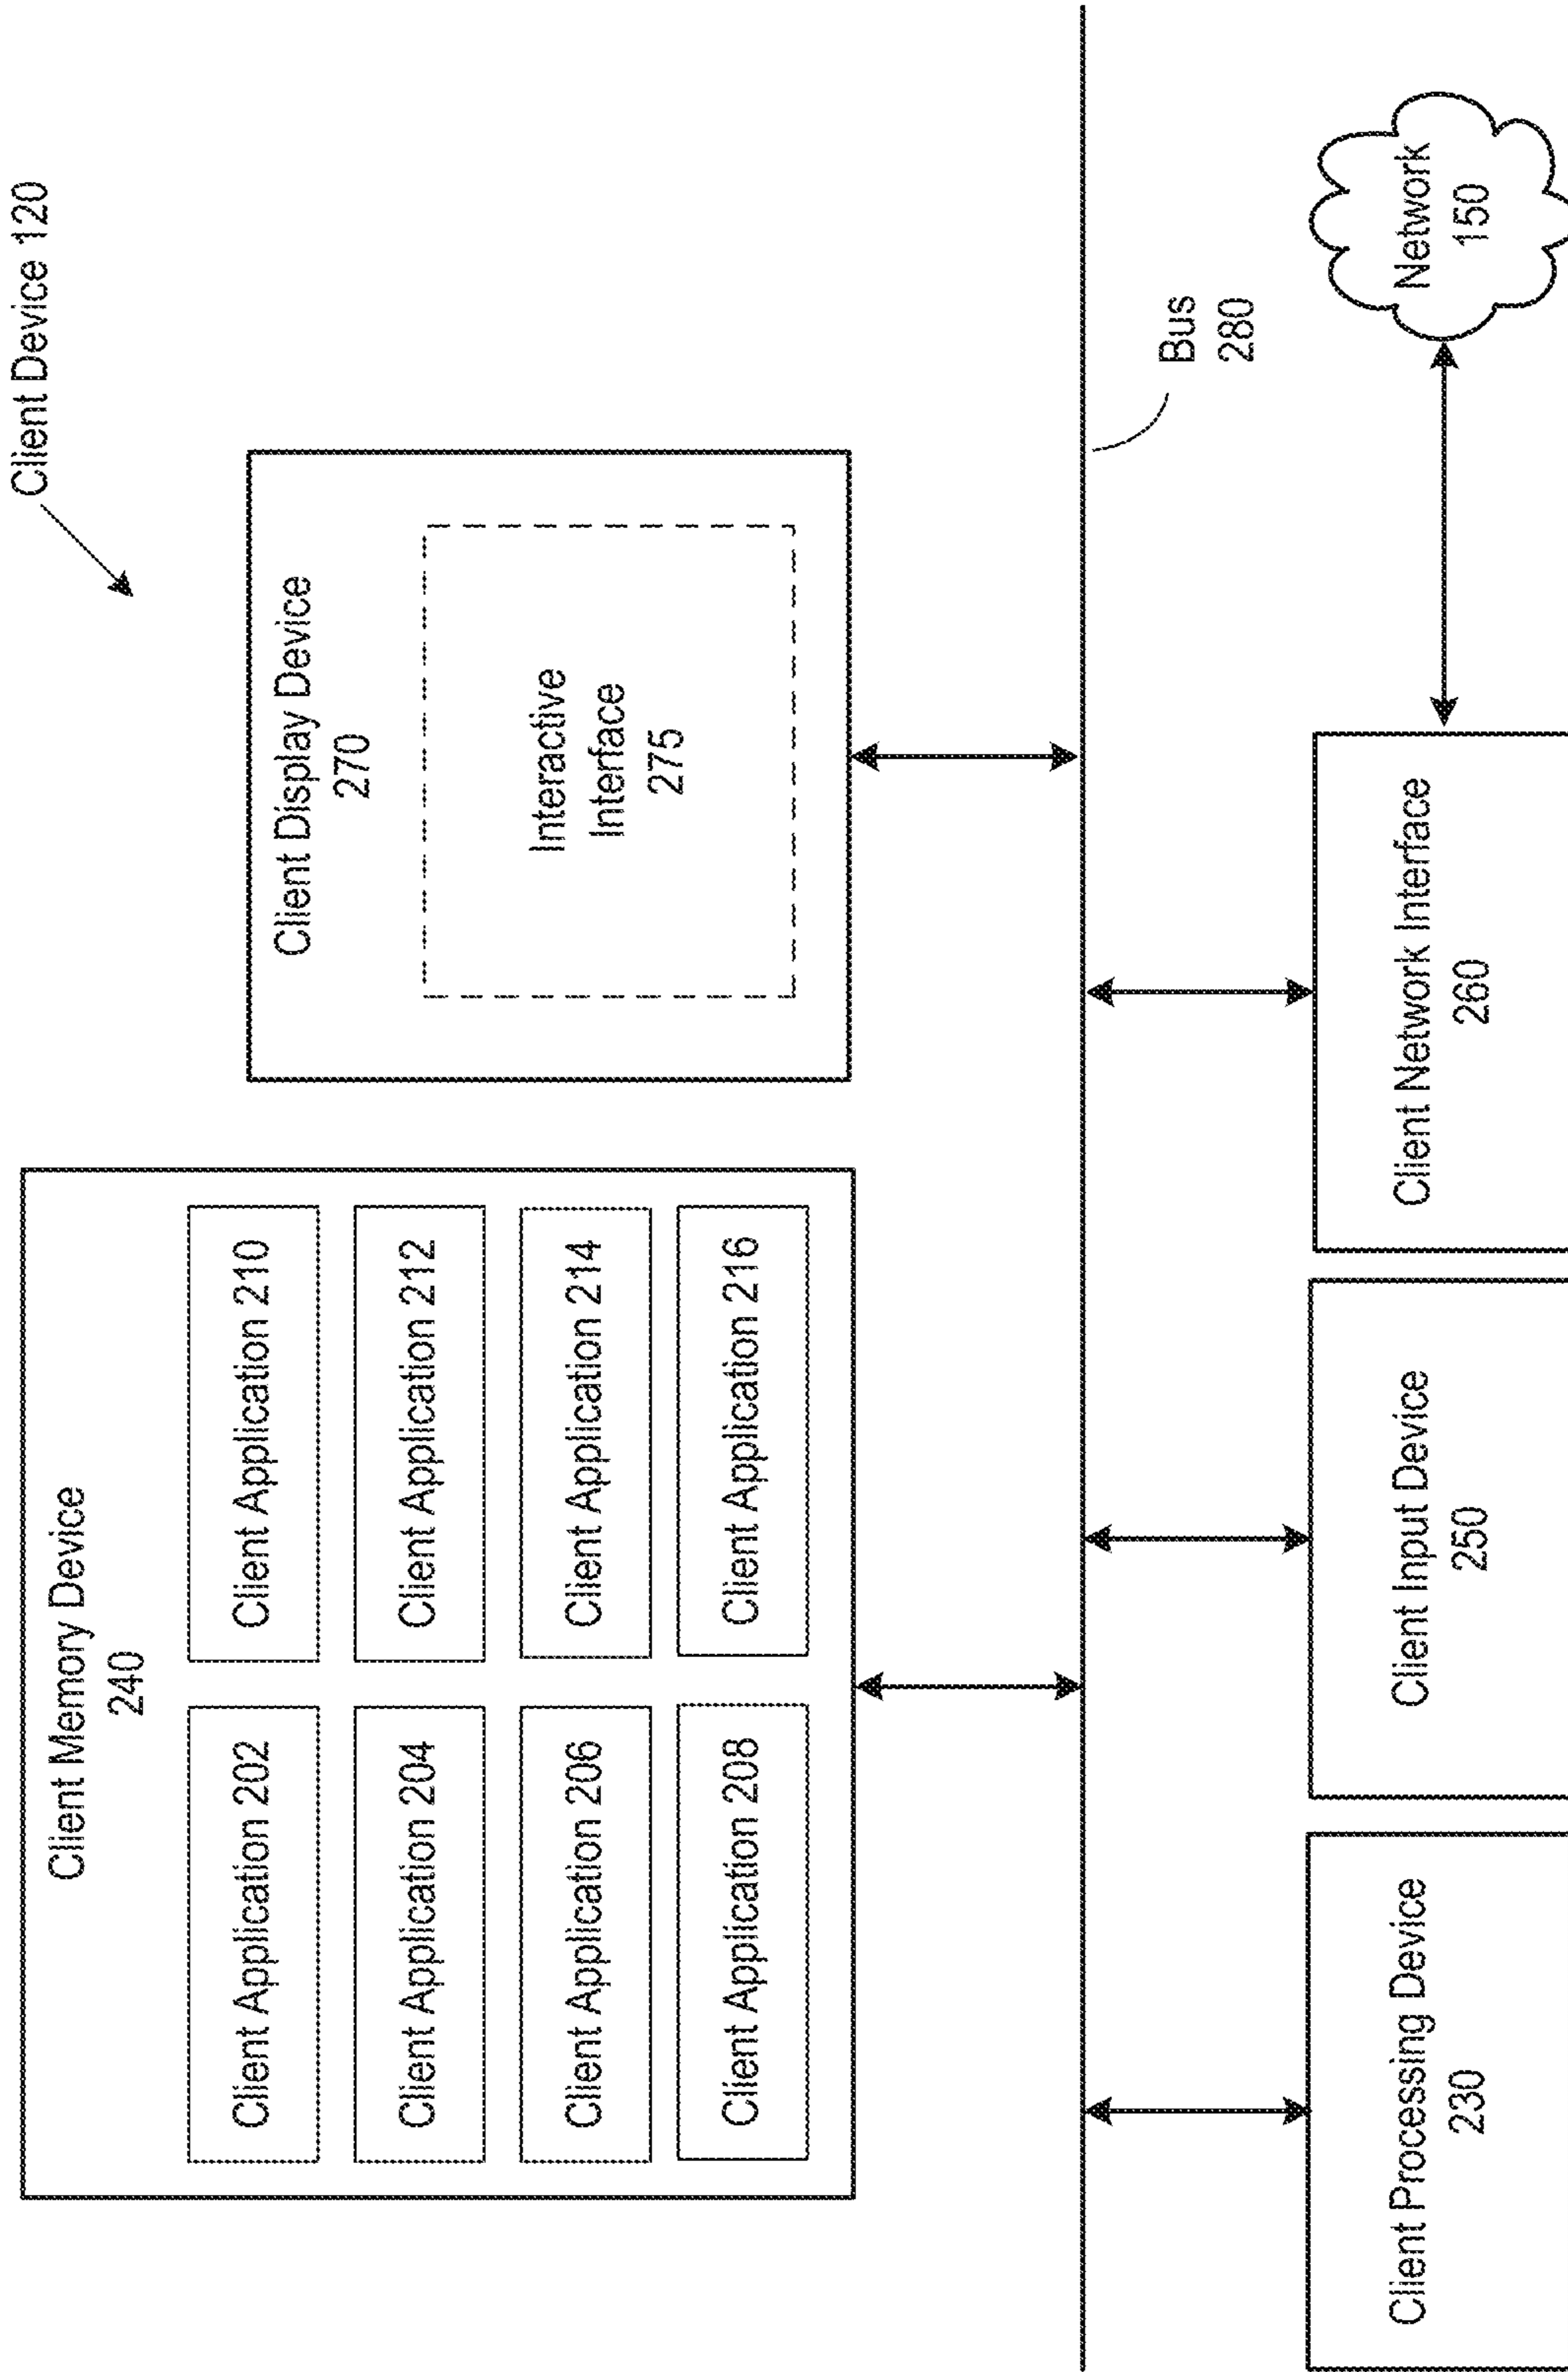 Client Device 120
Client Memory Device
240
Client Application 202
Client Application 210
Client Application 204
Client Application 212
Client Application 206
Client Application 214
Client Application 208
Client Application 216
Client Display Device
270
Interactive
Interface
275
Bus
280
Client Processing Device
230
Client Input Device
250
Client Network Interface
260
Network
150